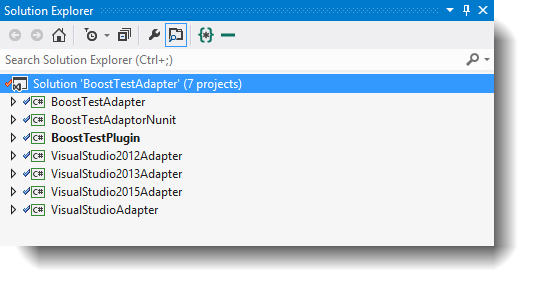 Solution Explorer
Search Solution Explorer (Ctrl+;)
Solution 'BoostTestAdapter' (7 projects)
C# BoostTestAdapter
C# BoostTestAdaptorNunit
C# BoostTestPlugin
C# VisualStudio2012Adapter
C# VisualStudio2013Adapter
C# VisualStudio2015Adapter
C# VisualStudioAdapter